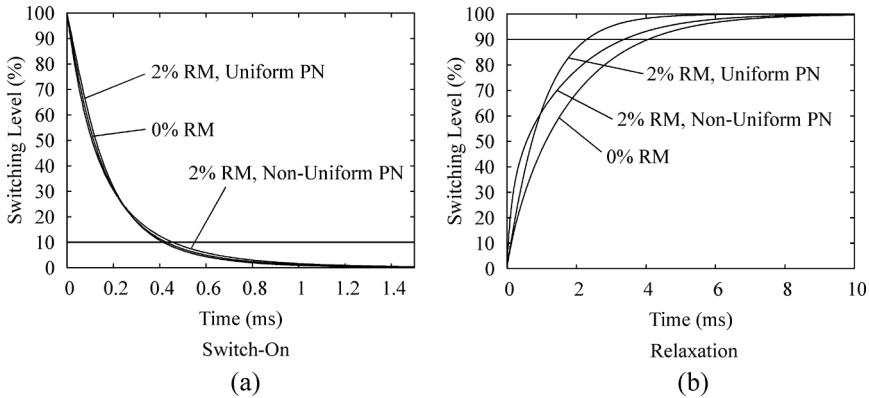 100
90
80
70
60
50
40
30
20
10
0
Switching Level (%)
2% RM, Uniform PN
0% RM
2% RM, Non-Uniform PN
0 0.2 0.4 0.6 0.8 1 1.2 1.4
Time (ms)
Switch-On
(a)
100
90
80
70
60
50
40
30
20
10
0
Switching Level (%)
2% RM, Uniform PN
2% RM, Non-Uniform PN
0% RM
0 2 4 6 8 10
Time (ms)
Relaxation
(b)